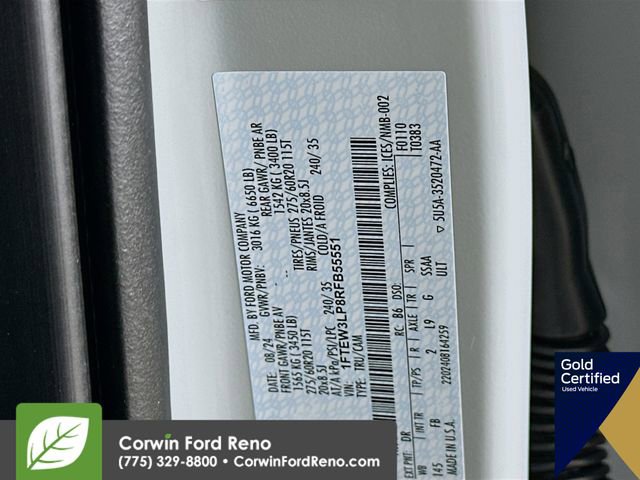 MFD. BY FORD MOTOR COMPANY
08/24 GVWR/PNBV: 3016 KG ( 6650 LB)
FRONT GAWR/ PNBE AV REAR GAWR/ PNBE AR
1566 KG ( 3450 LB) 1542 KG ( 3400 LB)
275/60R20 115T TIRES/PNEUS 275/60R20 115T
20x8.5J RIMS/JANTES 20x8.5J
A/A kPa/PSI/LPC 240/ 35 COLD/A FROID 240/ 35
VIN: 1FTEW3LP8RFB55551
TYPE: TRU/CAM COMPLIES: ICES/NMB-002
F0110
T0383
EXT PNT: DR RC: B6 DSO:
WB INT TR TP/PS R AXLE TR SPR
145 FB 2 L9 G SSAA
ULT ▽ 5U5A-3520472-AA
MADE IN U.S.A. 220240814259
Gold
Certified
Used Vehicle
Corwin Ford Reno
(775) 329-8800 • CorwinFordReno.com